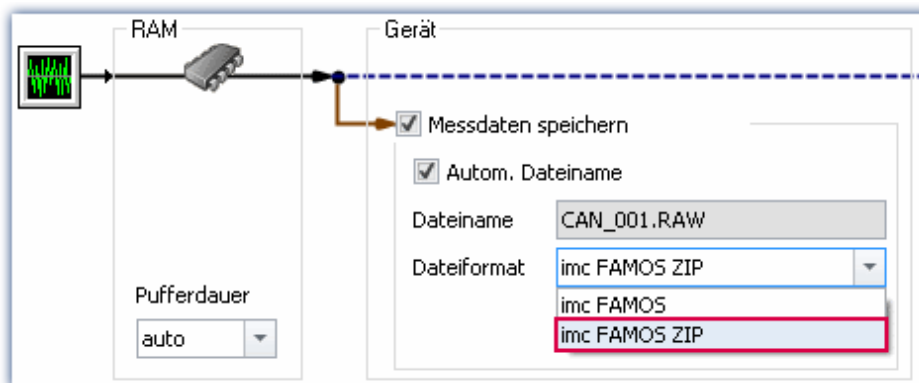 RAM
Gerät
Messdaten speichern
Autom. Dateiname
Dateiname CAN_001.RAW
Dateiformat imc FAMOS ZIP
imc FAMOS
imc FAMOS ZIP
Pufferdauer
auto